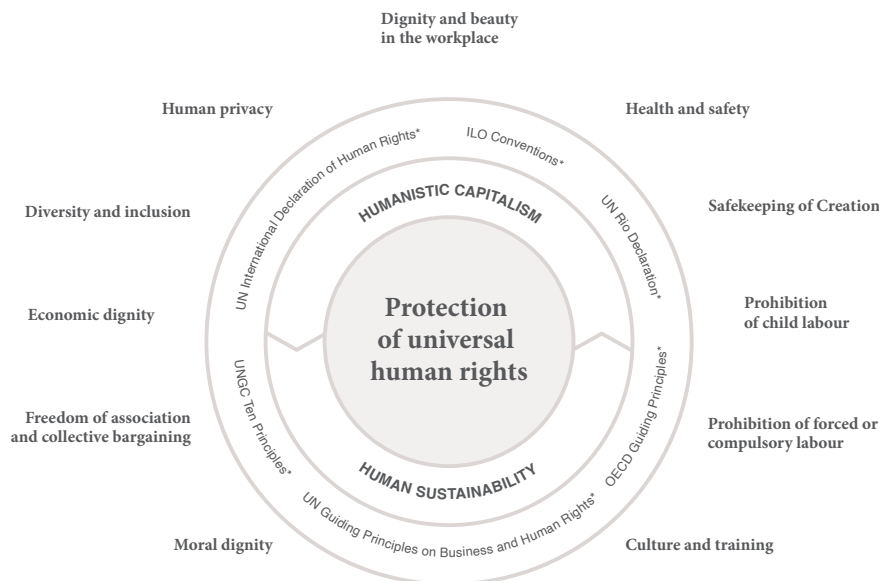 Dignity and beauty
in the workplace
Human privacy
Health and safety
UN International Declaration of Human Rights*
ILO Conventions*
HUMANISTIC CAPITALISM
UN Rio Declaration*
Diversity and inclusion
Safekeeping of Creation
Economic dignity
Protection
of universal
human rights
Prohibition
of child labour
UNGC Ten Principles*
OECD Guiding Principles*
Freedom of association
and collective bargaining
Prohibition of forced or
compulsory labour
HUMAN SUSTAINABILITY
UN Guiding Principles on Business and Human Rights*
Moral dignity
Culture and training